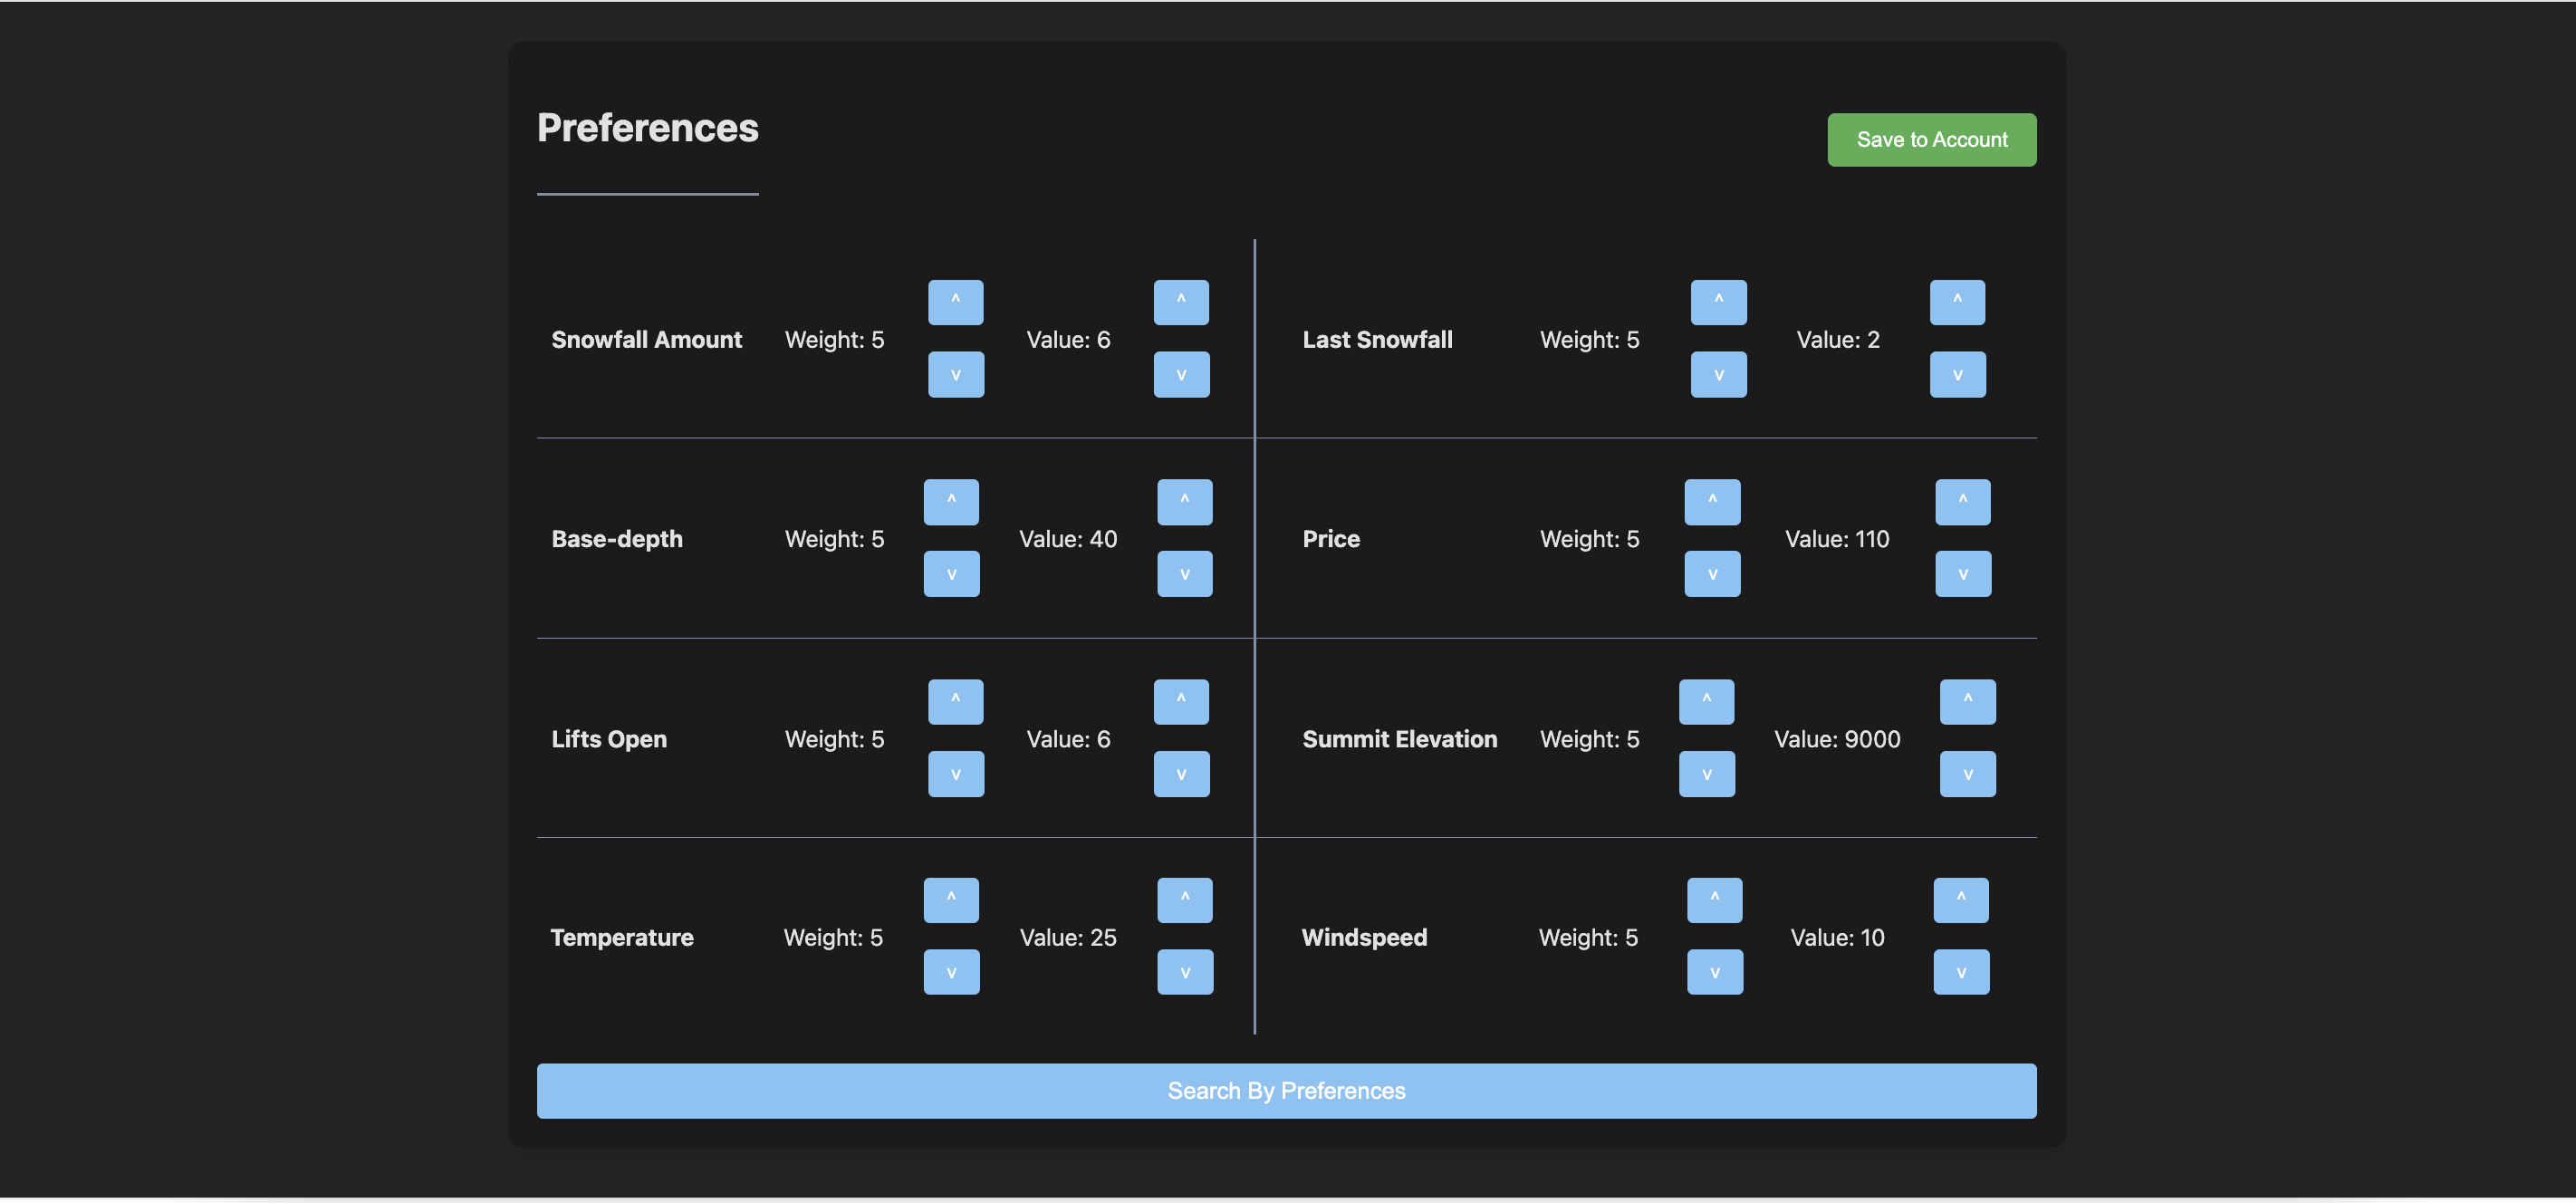 Preferences
Save to Account
^ ^ ^ ^
Snowfall Amount Weight: 5 Value: 6 Last Snowfall Weight: 5 Value: 2
v v v v
^ ^ ^ ^
Base-depth Weight: 5 Value: 40 Price Weight: 5 Value: 110
v v v v
^ ^ ^ ^
Lifts Open Weight: 5 Value: 6 Summit Elevation Weight: 5 Value: 9000
v v v v
^ ^ ^ ^
Temperature Weight: 5 Value: 25 Windspeed Weight: 5 Value: 10
v v v v
Search By Preferences